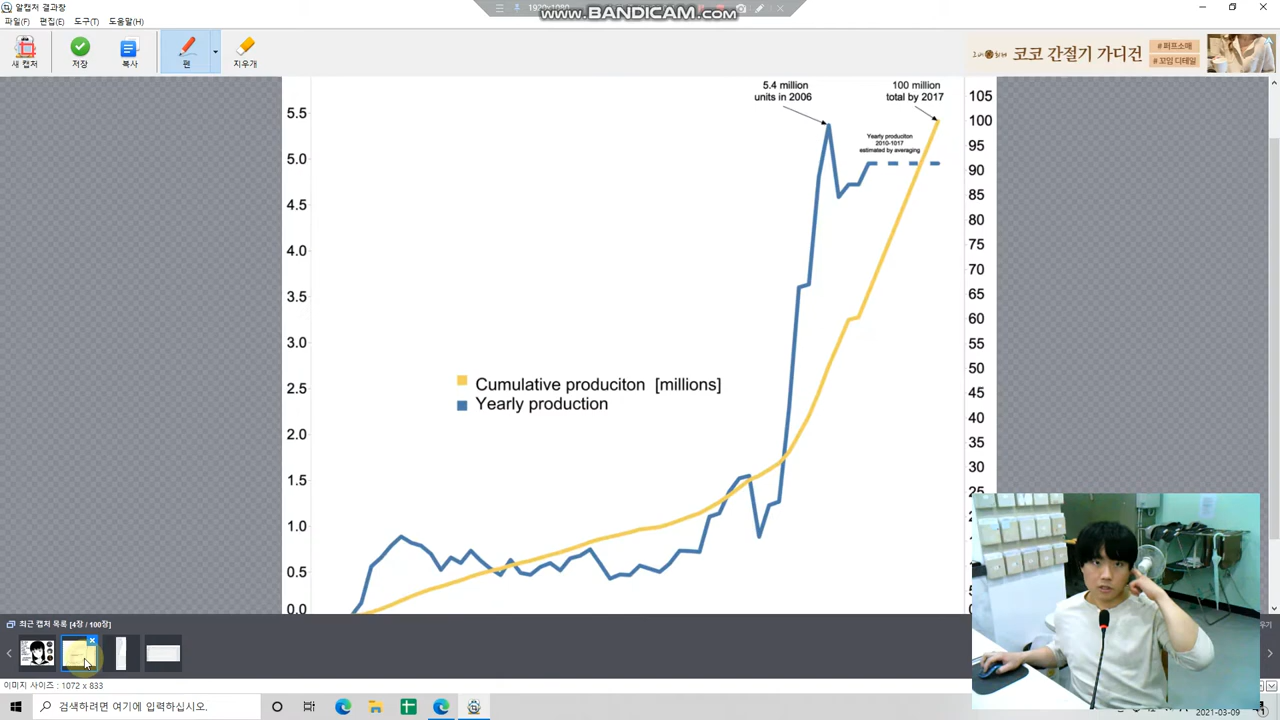 알캡처 결과창
1920x1080
www.BANDICAM.com
파일(F) 편집(E) 도구(T) 도움말(H)
새 캡처 저장 복사 펜 지우개
코코 간절기 가디건
# 퍼프소매
# 꼬임 디테일
5.4 million
units in 2006
100 million
total by 2017
Yearly produciton
2010-1017
estimated by averaging
5.5
5.0
4.5
4.0
3.5
3.0
2.5
2.0
1.5
1.0
0.5
0.0
105
100
95
90
85
80
75
70
65
60
55
50
45
40
35
30
25
Cumulative produciton [millions]
Yearly production
최근 캡처 목록 [4장 / 100장]
이미지 사이즈 : 1072 x 833
검색하려면 여기에 입력하십시오.
2021-03-09